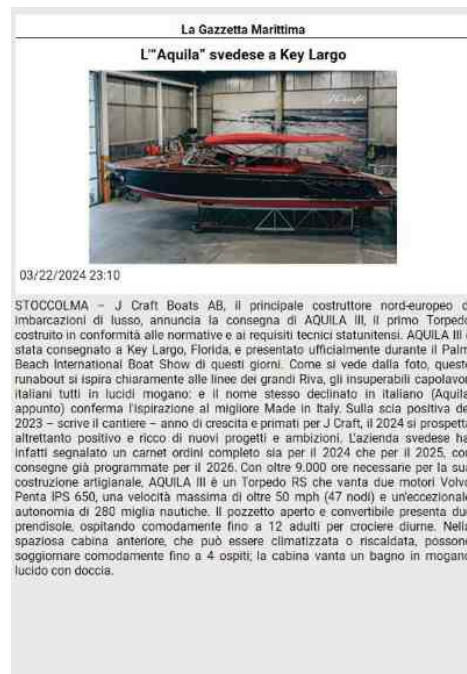 La Gazzetta Marittima
L'"Aquila" svedese a Key Largo
J Craft
03/22/2024 23:10
STOCCOLMA – J Craft Boats AB, il principale costruttore nord-europeo d
imbarcazioni di lusso, annuncia la consegna di AQUILA III, il primo Torpedo
costruito in conformità alle normative e ai requisiti tecnici statunitensi. AQUILA III
stata consegnato a Key Largo, Florida, e presentato ufficialmente durante il Palm
Beach International Boat Show di questi giorni. Come si vede dalla foto, questo
runabout si ispira chiaramente alle linee dei grandi Riva, gli insuperabili capolavor
italiani tutti in lucidi mogano: e il nome stesso declinato in italiano (Aquila
appunto) conferma l'ispirazione al migliore Made in Italy. Sulla scia positiva de
2023 – scrive il cantiere – anno di crescita e primati per J Craft, il 2024 si prospetta
altrettanto positivo e ricco di nuovi progetti e ambizioni. L'azienda svedese ha
infatti segnalato un carnet ordini completo sia per il 2024 che per il 2025, con
consegne già programmate per il 2026. Con oltre 9.000 ore necessarie per la sua
costruzione artigianale, AQUILA III è un Torpedo RS che vanta due motori Volvo
Penta IPS 650, una velocità massima di oltre 50 mph (47 nodi) e un'eccezionale
autonomia di 280 miglia nautiche. Il pozzetto aperto e convertibile presenta due
prendisole, ospitando comodamente fino a 12 adulti per crociere diurne. Nella
spaziosa cabina anteriore, che può essere climatizzata o riscaldata, possono
soggiornare comodamente fino a 4 ospiti; la cabina vanta un bagno in mogano
lucido con doccia.